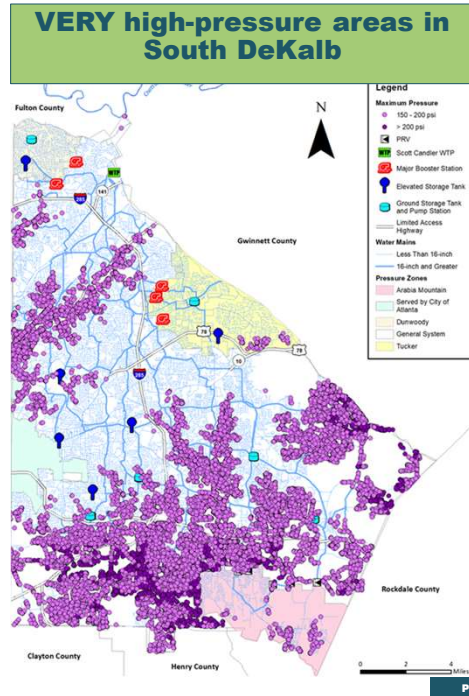 VERY high-pressure areas in
South DeKalb
Legend
Maximum Pressure
150 - 200 psi
> 200 psi
PRV
WTP
Scott Candler WTP
Major Booster Station
Elevated Storage Tank
Ground Storage Tank
and Pump Station
Limited Access
Highway
Water Mains
Less Than 16-inch
16-inch and Greater
Pressure Zones
Arabia Mountain
Served by City of
Atlanta
Dunwoody
General System
Tucker
Fulton County
N
WTP
141
285
Gwinnett County
78
10
78
285
Rockdale County
Clayton County
Henry County
0 2 4
Miles
P